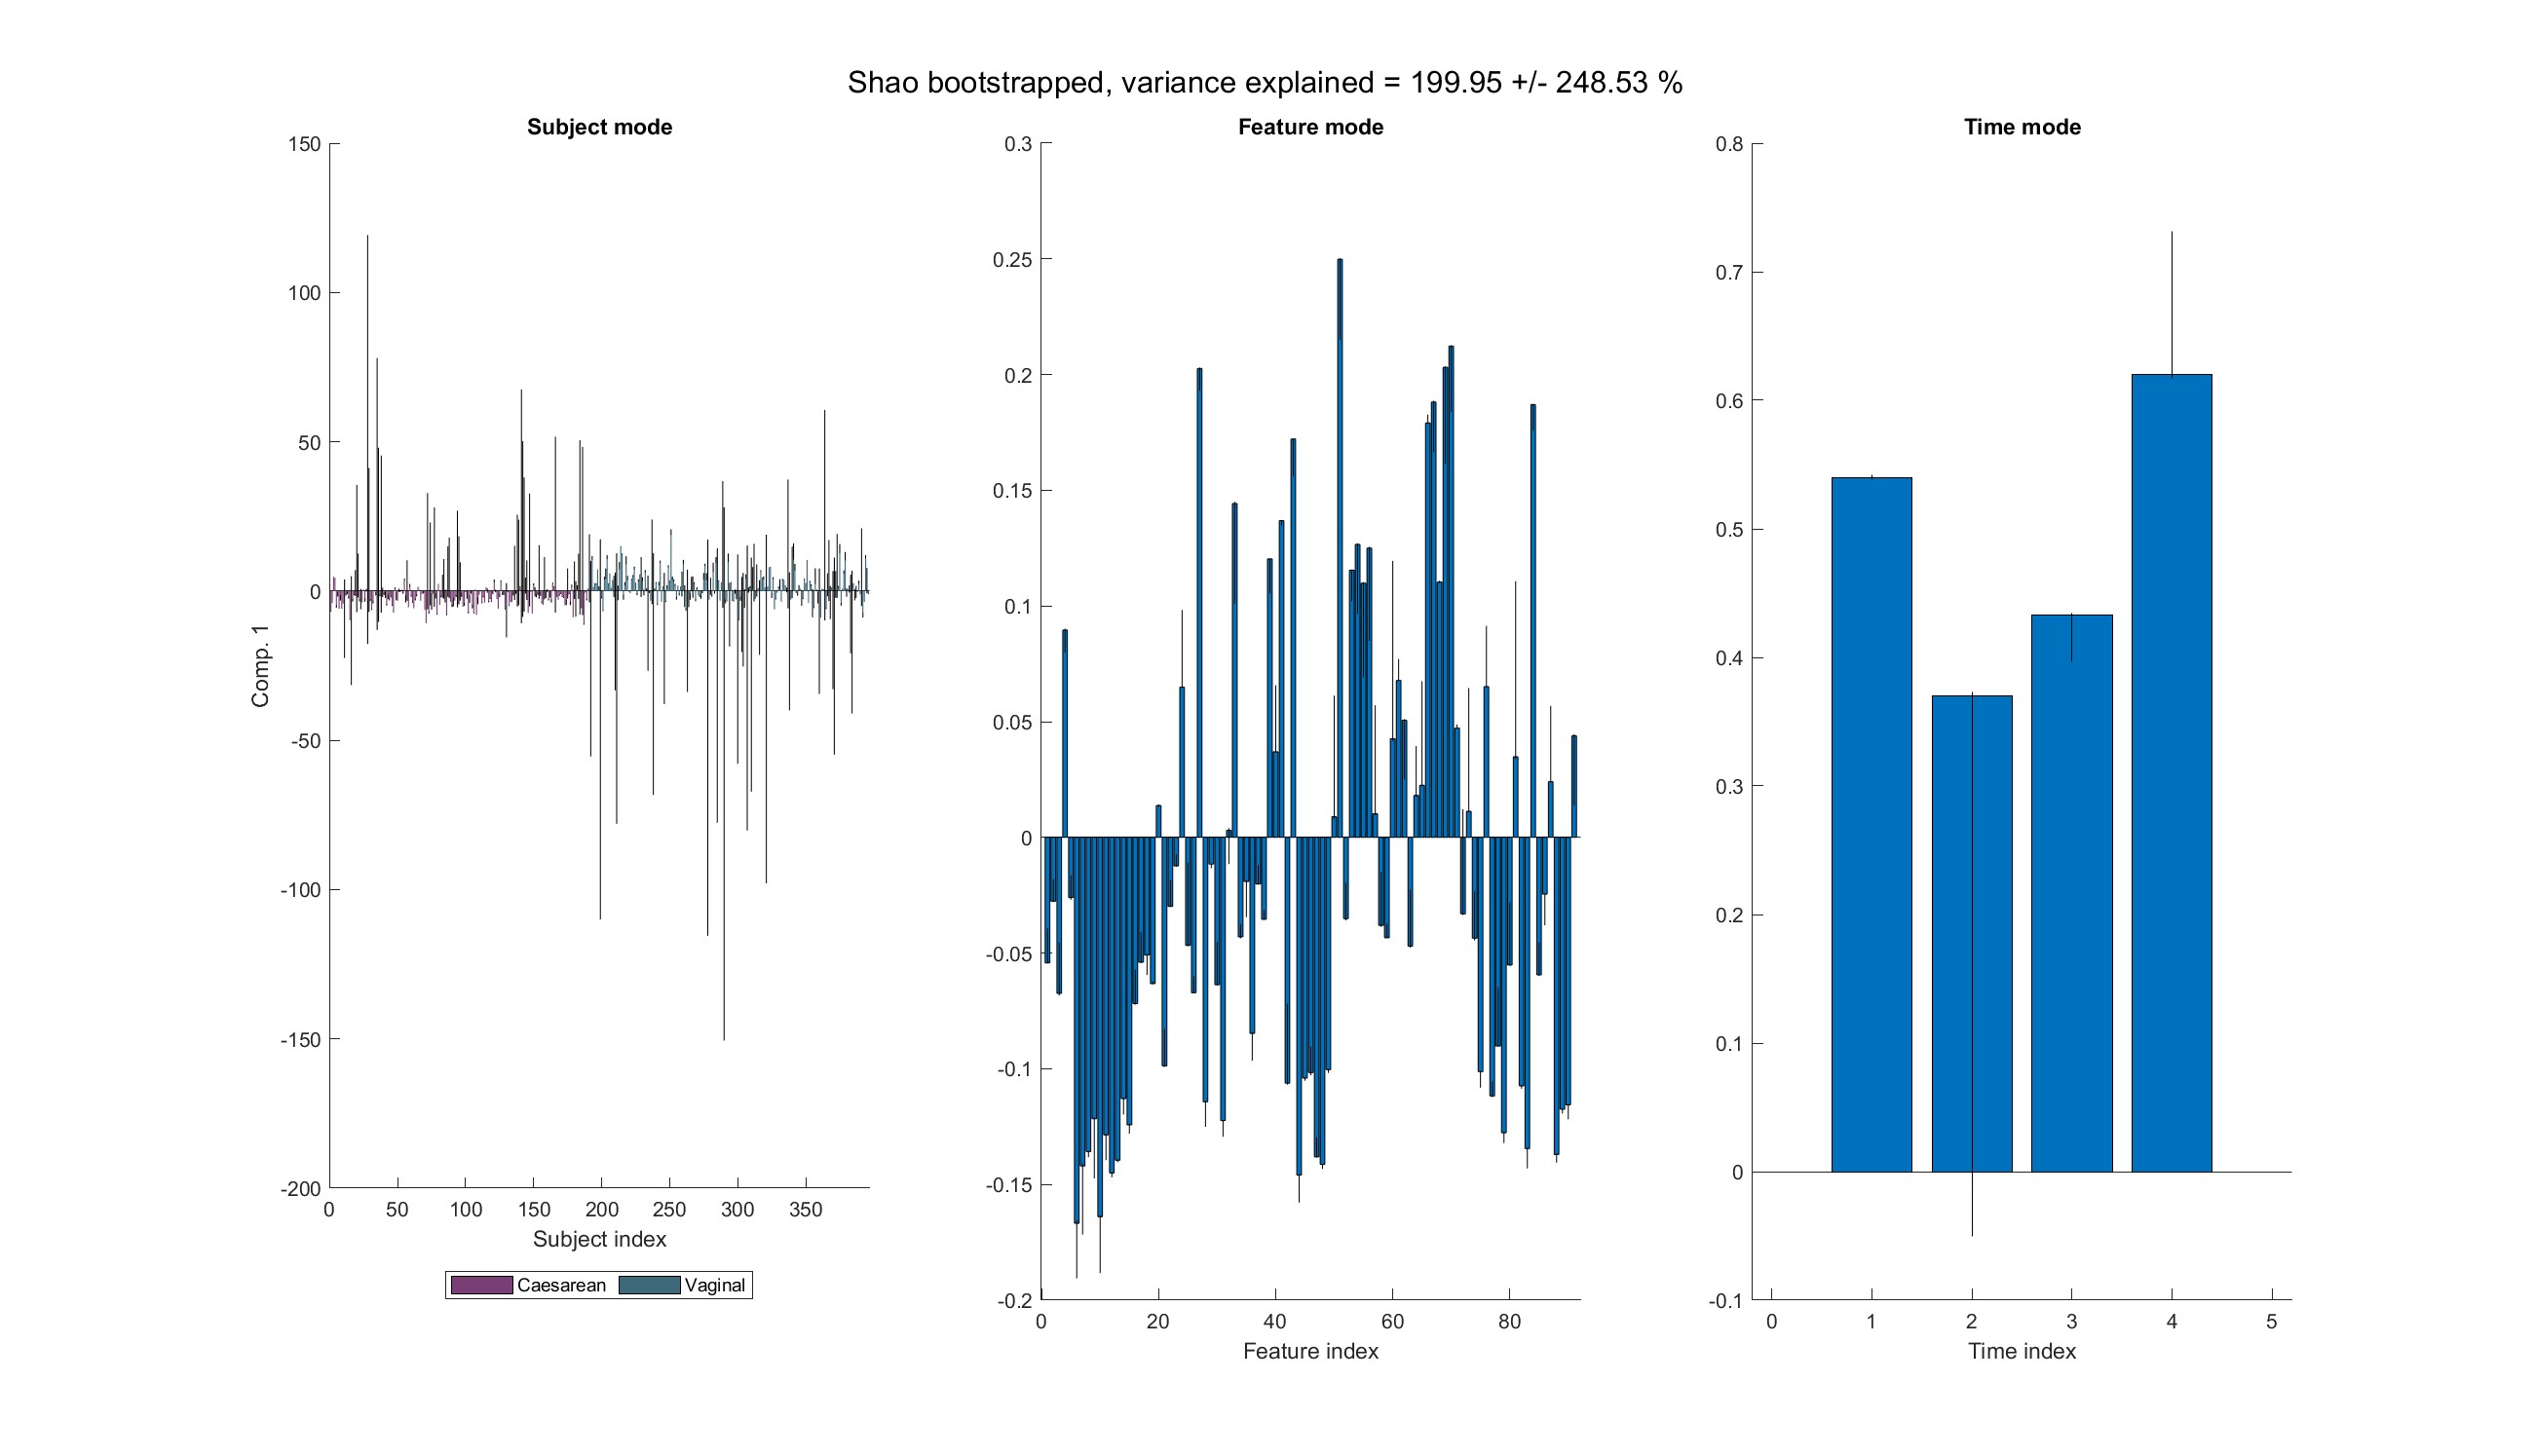 Shao bootstrapped, variance explained = 199.95 +/- 248.53 %
Subject mode
150
100
50
0
-50
-100
-150
-200
Comp. 1
0 50 100 150 200 250 300 350
Subject index
Caesarean Vaginal
Feature mode
0.3
0.25
0.2
0.15
0.1
0.05
0
-0.05
-0.1
-0.15
-0.2
0 20 40 60 80
Feature index
Time mode
0.8
0.7
0.6
0.5
0.4
0.3
0.2
0.1
0
-0.1
0 1 2 3 4 5
Time index